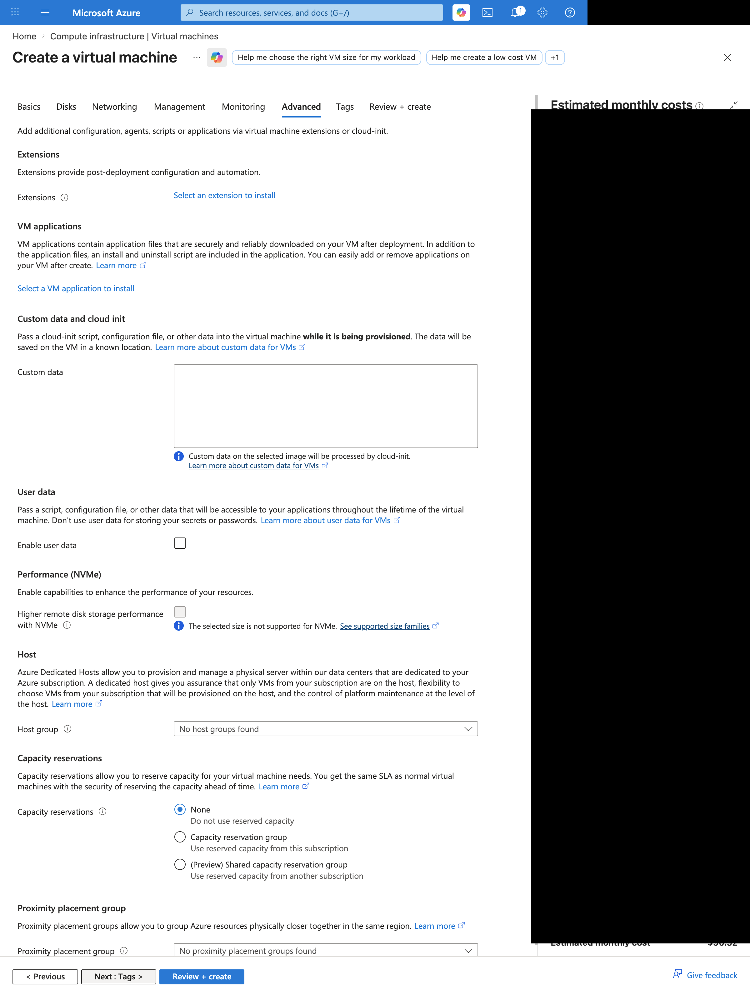 Microsoft Azure
Search resources, services, and docs (G+/)
1
Home > Compute infrastructure | Virtual machines
Create a virtual machine
Help me choose the right VM size for my workload
Help me create a low cost VM
+1
Basics
Disks
Networking
Management
Monitoring
Advanced
Tags
Review + create
Estimated monthly costs
Add additional configuration, agents, scripts or applications via virtual machine extensions or cloud-init.
Extensions
Extensions provide post-deployment configuration and automation.
Extensions
Select an extension to install
VM applications
VM applications contain application files that are securely and reliably downloaded on your VM after deployment. In addition to
the application files, an install and uninstall script are included in the application. You can easily add or remove applications on
your VM after create. Learn more
Select a VM application to install
Custom data and cloud init
Pass a cloud-init script, configuration file, or other data into the virtual machine while it is being provisioned. The data will be
saved on the VM in a known location. Learn more about custom data for VMs
Custom data
Custom data on the selected image will be processed by cloud-init.
Learn more about custom data for VMs
User data
Pass a script, configuration file, or other data that will be accessible to your applications throughout the lifetime of the virtual
machine. Don't use user data for storing your secrets or passwords. Learn more about user data for VMs
Enable user data
Performance (NVMe)
Enable capabilities to enhance the performance of your resources.
Higher remote disk storage performance
with NVMe
The selected size is not supported for NVMe. See supported size families
Host
Azure Dedicated Hosts allow you to provision and manage a physical server within our data centers that are dedicated to your
Azure subscription. A dedicated host gives you assurance that only VMs from your subscription are on the host, flexibility to
choose VMs from your subscription that will be provisioned on the host, and the control of platform maintenance at the level of
the host. Learn more
Host group
No host groups found
Capacity reservations
Capacity reservations allow you to reserve capacity for your virtual machine needs. You get the same SLA as normal virtual
machines with the security of reserving the capacity ahead of time. Learn more
Capacity reservations
None
Do not use reserved capacity
Capacity reservation group
Use reserved capacity from this subscription
(Preview) Shared capacity reservation group
Use reserved capacity from another subscription
Proximity placement group
Proximity placement groups allow you to group Azure resources physically closer together in the same region. Learn more
Proximity placement group
No proximity placement groups found
Estimated monthly cost
< Previous
Next : Tags >
Review + create
Give feedback